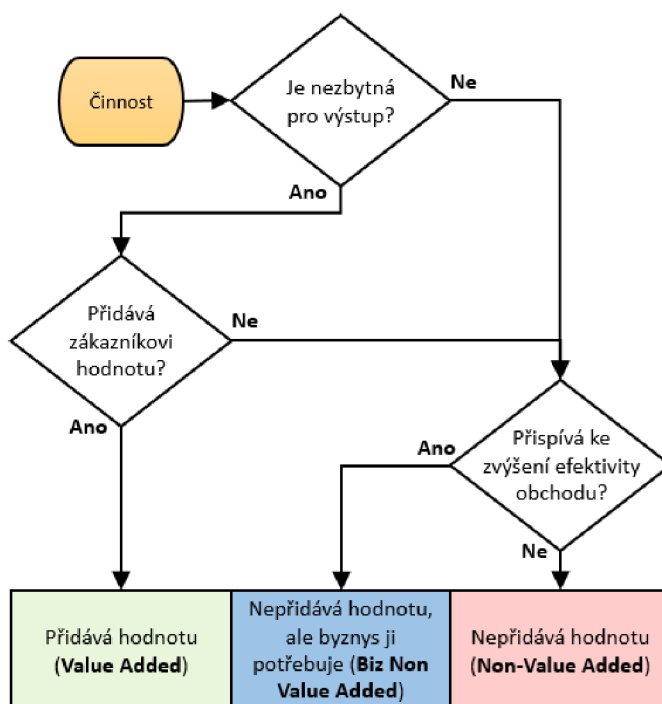 Činnost
Je nezbytná
pro výstup?
Ne
Ano
Přidává
zákazníkovi
hodnotu?
Ne
Ano
Přispívá ke
zvýšení efektivity
obchodu?
Ano
Ne
Přidává hodnotu
(Value Added)
Nepřidává hodnotu,
ale byznys ji
potřebuje (Biz Non
Value Added)
Nepřidává hodnotu
(Non-Value Added)